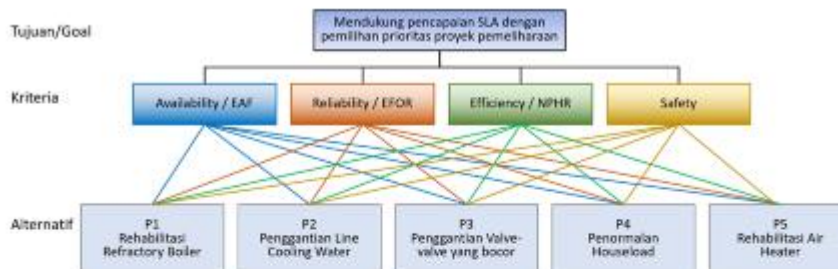 Tujuan/Goal
Mendukung pencapaian SLA dengan
pemilihan prioritas proyek pemeliharaan
Kriteria
Availability / EAF
Reliability / EFOR
Efficiency / NPHR
Safety
Alternatif
P1
Rehabilitasi
Refractory Boiler
P2
Penggantian Line
Cooling Water
P3
Penggantian Valve-
valve yang bocor
P4
Penormalan
Houseload
P5
Rehabilitasi Air
Heater